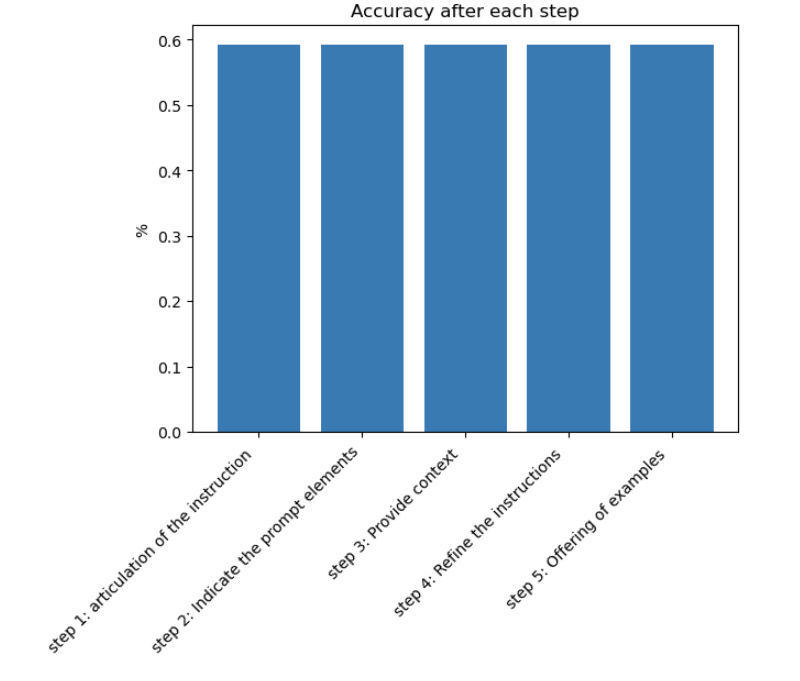 Accuracy after each step
%
0.6
0.5
0.4
0.3
0.2
0.1
0.0
step 1: articulation of the instruction
step 2: Indicate the prompt elements
step 3: Provide context
step 4: Refine the instructions
step 5: Offering of examples